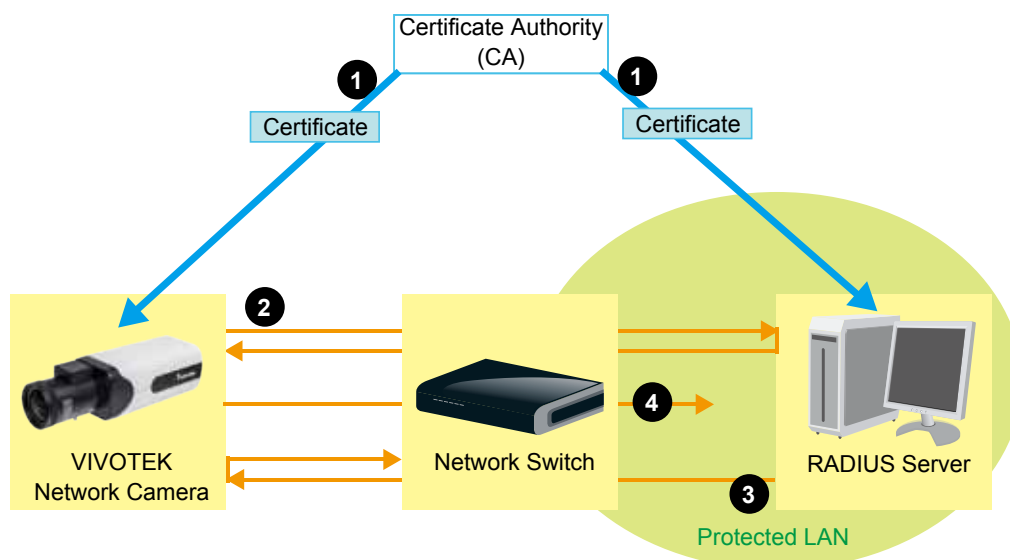 Certificate Authority
(CA)
1
1
Certificate
Certificate
2
4
VIVOTEK
Network Camera
Network Switch
RADIUS Server
3
Protected LAN